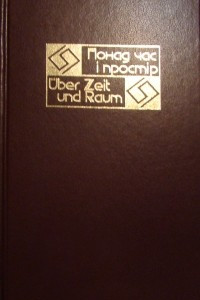 Понад час
і простір
Über Zeit
und Raum